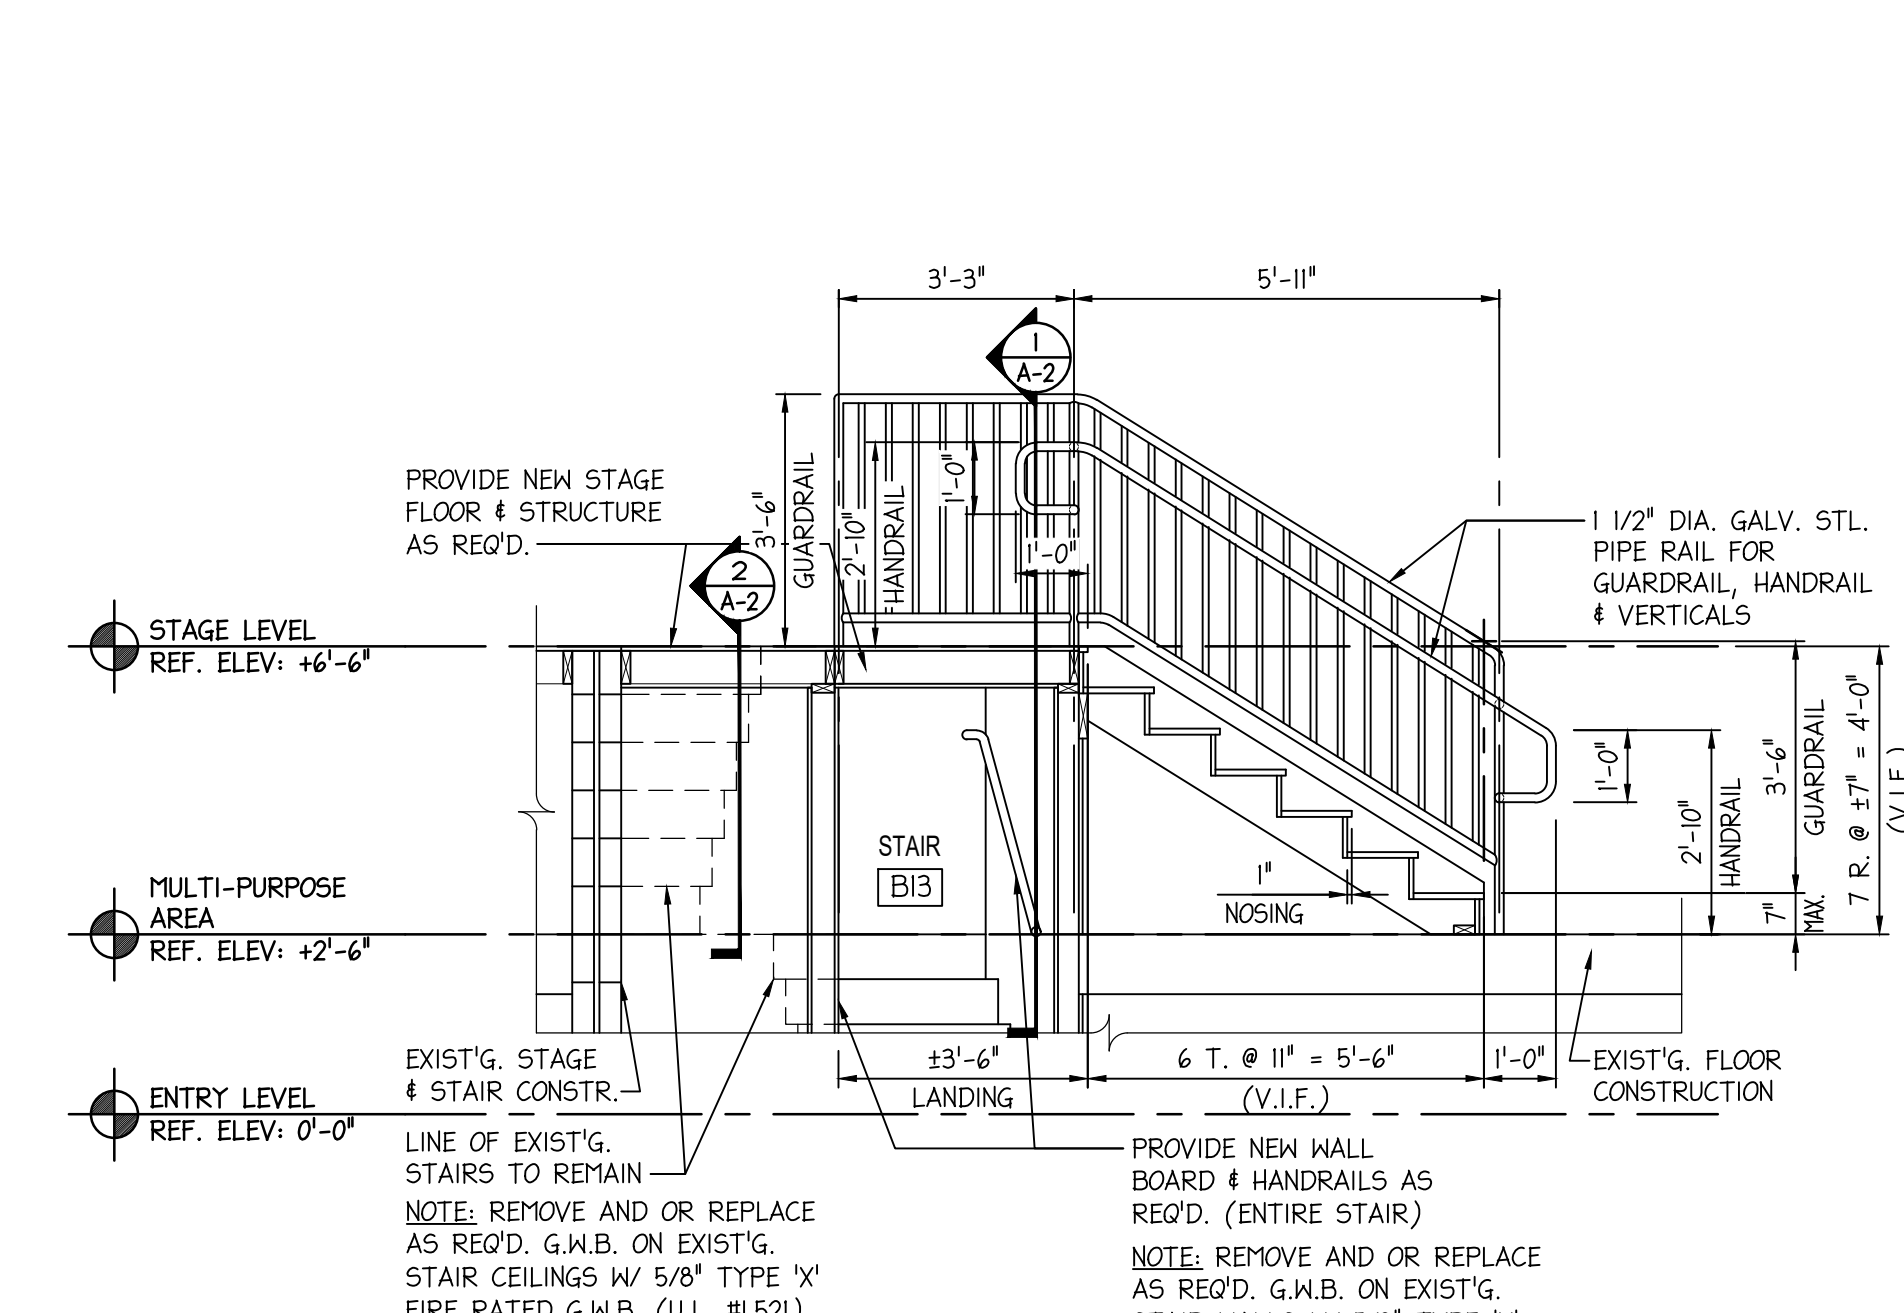 3'-3"
5'-11"
1
A-2
PROVIDE NEW STAGE
FLOOR & STRUCTURE
AS REQ'D.
3'-6"
GUARDRAIL
2'-10"
HANDRAIL
1'-0"
1'-0"
2
A-2
1 1/2" DIA. GALV. STL.
PIPE RAIL FOR
GUARDRAIL, HANDRAIL
& VERTICALS
STAGE LEVEL
REF. ELEV: +6'-6"
STAIR
B13
1"
NOSING
1'-0"
2'-10"
HANDRAIL
3'-6"
GUARDRAIL
7"
MAX.
7 R. @ ±7" = 4'-0"
(V.I.F.
MULTI-PURPOSE
AREA
REF. ELEV: +2'-6"
EXIST'G. STAGE
& STAIR CONSTR.
±3'-6"
LANDING
6 T. @ 11" = 5'-6"
(V.I.F.)
1'-0"
EXIST'G. FLOOR
CONSTRUCTION
ENTRY LEVEL
REF. ELEV: 0'-0"
LINE OF EXIST'G.
STAIRS TO REMAIN
NOTE: REMOVE AND OR REPLACE
AS REQ'D. G.W.B. ON EXIST'G.
STAIR CEILINGS W/ 5/8" TYPE 'X'
FIRE RATED G.W.B. (U.L. #L521)
PROVIDE NEW WALL
BOARD & HANDRAILS AS
REQ'D. (ENTIRE STAIR)
NOTE: REMOVE AND OR REPLACE
AS REQ'D. G.W.B. ON EXIST'G.